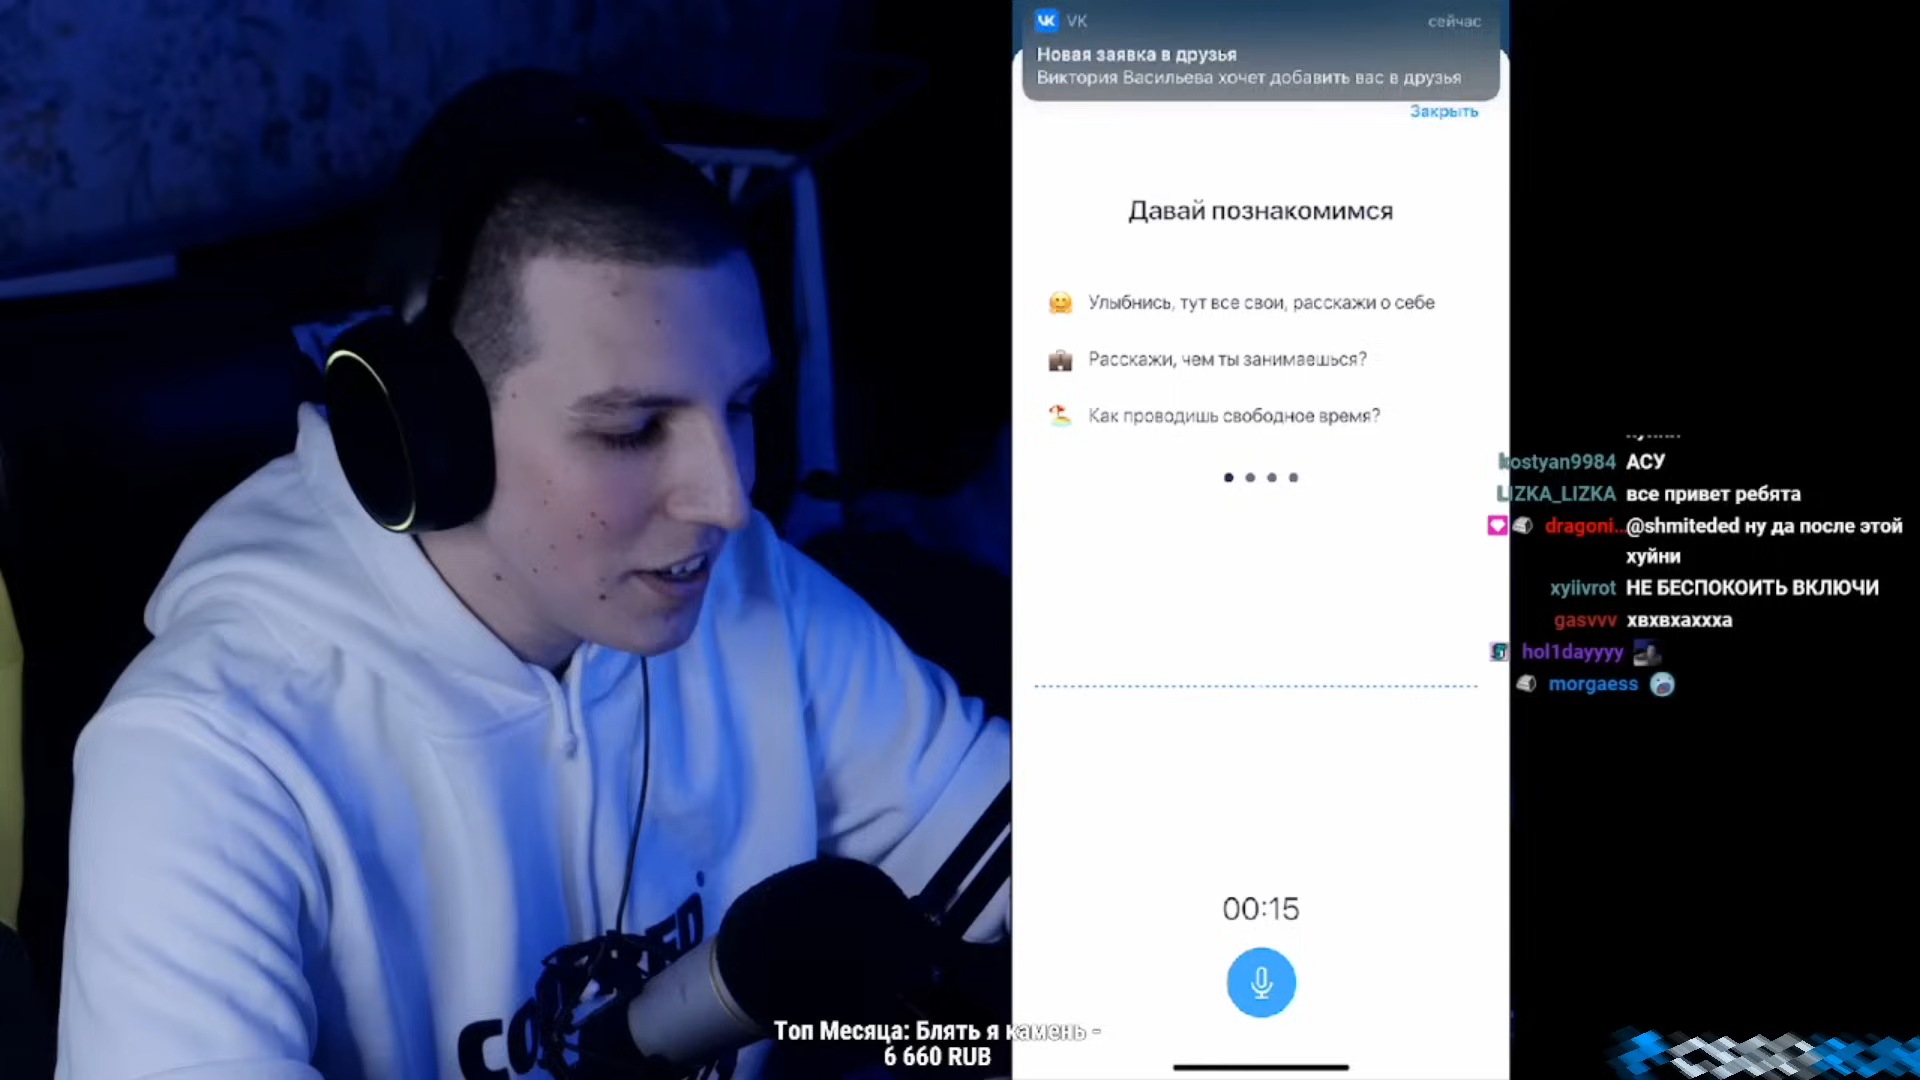 VK
сейчас
Новая заявка в друзья
Виктория Васильева хочет добавить вас в друзья
Закрыть
Давай познакомимся
Улыбнись, тут все свои, расскажи о себе
Расскажи, чем ты занимаешься?
Как проводишь свободное время?
00:15
kostyan9984 АСУ
LIZKA_LIZKA все привет ребята
dragoni... @shmiteded ну да после этой
хуйни
xyiivrot НЕ БЕСПОКОИТЬ ВКЛЮЧИ
gasvvv хвхвхаххха
hol1dayyyy
morgaess
Топ Месяца: Блять я камень -
6 660 RUB